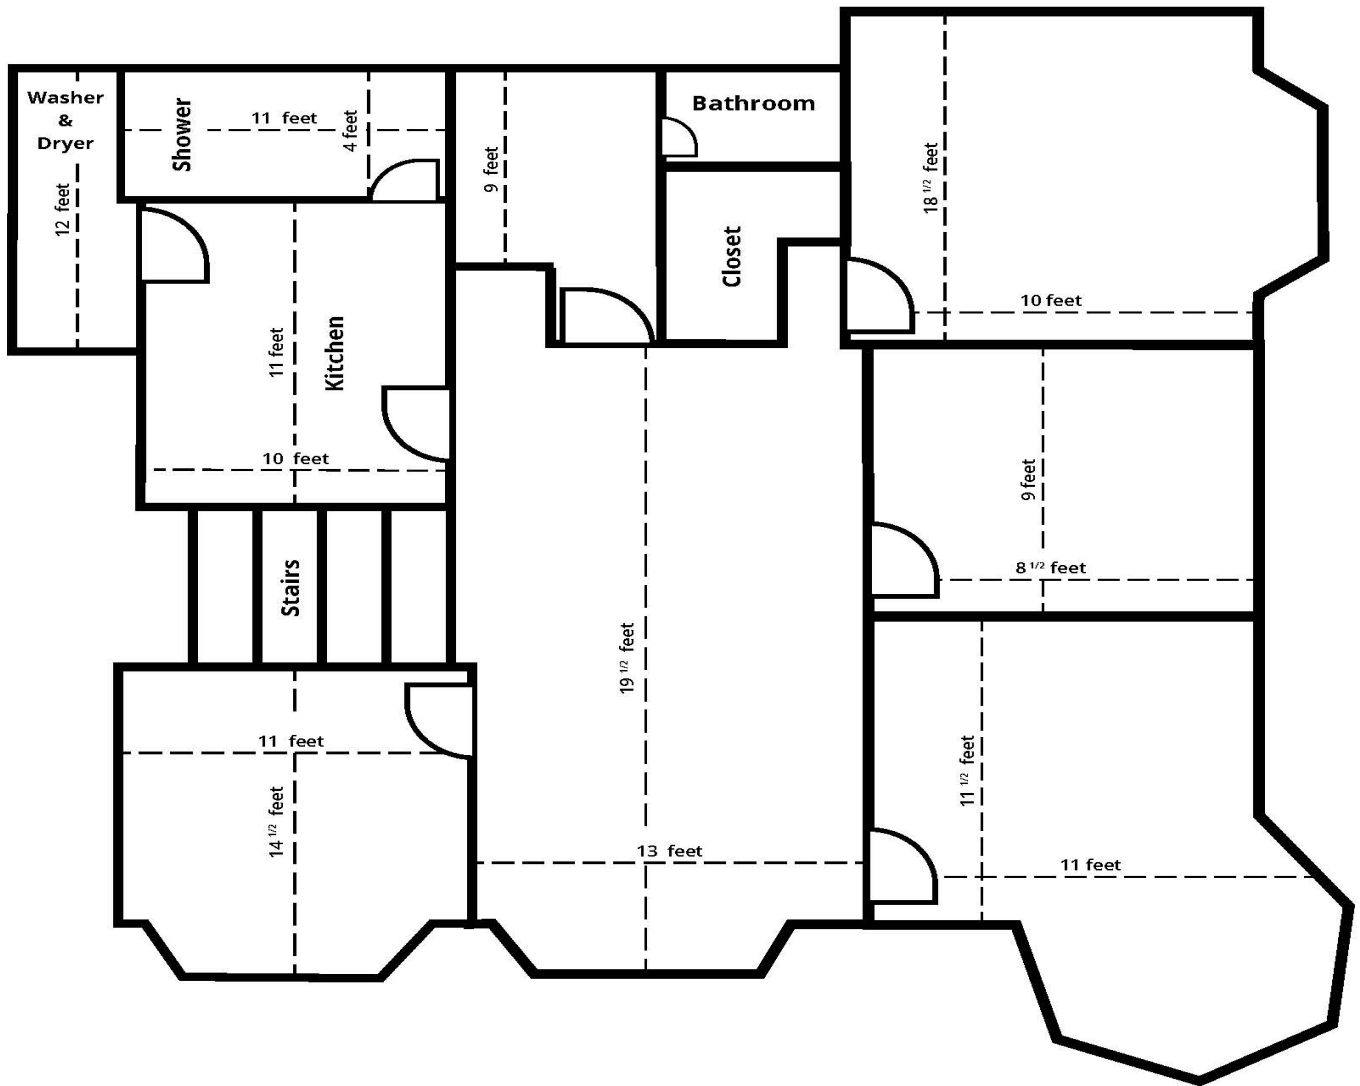 Washer
&
Dryer
12 feet
Shower
11 feet
4 feet
9 feet
Bathroom
Closet
18 1/2 feet
10 feet
11 feet
Kitchen
10 feet
9 feet
8 1/2 feet
Stairs
19 1/2 feet
11 feet
14 1/2 feet
13 feet
11 1/2 feet
11 feet